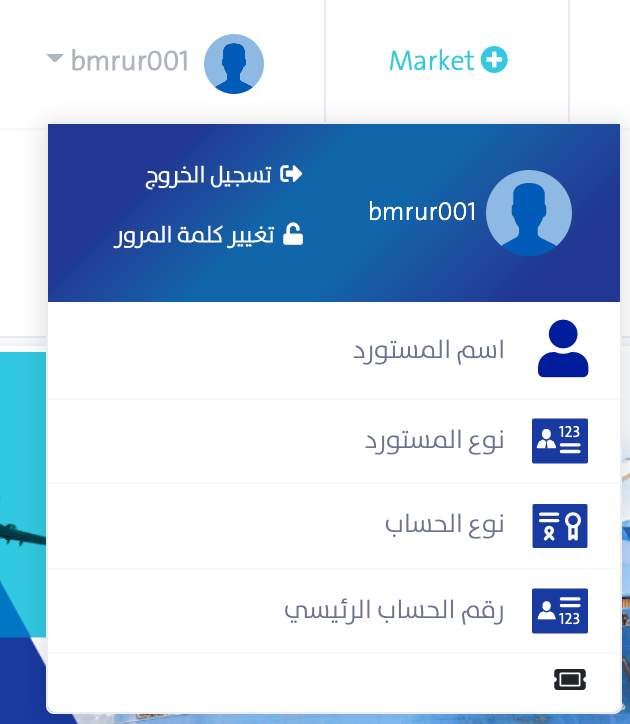 Market
bmrur001
bmrur001
تسجيل الخروج
تغيير كلمة المرور
اسم المستورد
نوع المستورد
123
نوع الحساب
رقم الحساب الرئيسي
123